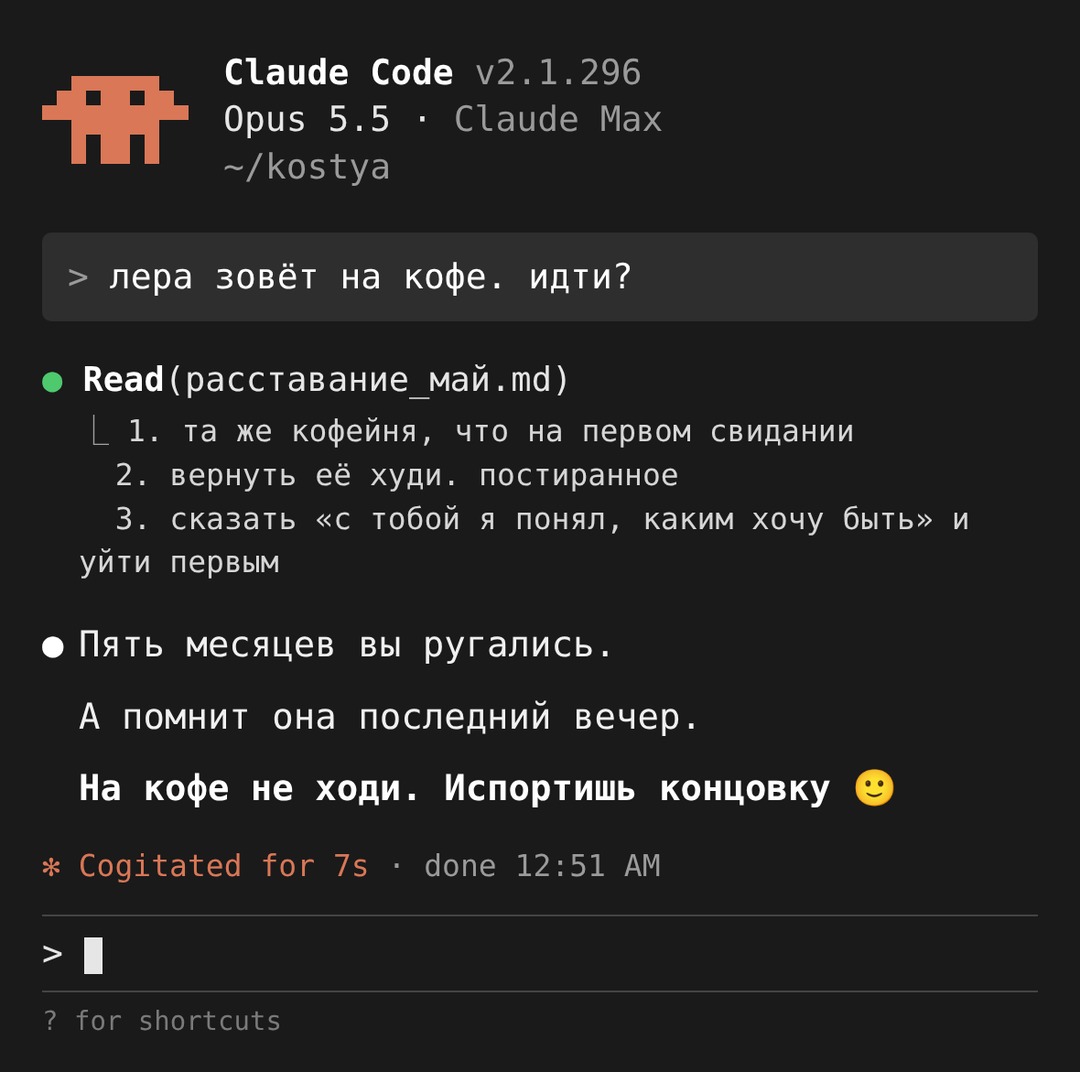 Claude Code v2.1.296
Opus 5.5 · Claude Max
~/kostya
> лера зовёт на кофе. идти?
● Read(расставание_май.md)
⎿ 1. та же кофейня, что на первом свидании
2. вернуть её худи. постиранное
3. сказать «с тобой я понял, каким хочу быть» и
уйти первым
● Пять месяцев вы ругались.
А помнит она последний вечер.
На кофе не ходи. Испортишь концовку 🙂
✻ Cogitated for 7s · done 12:51 AM
>
? for shortcuts